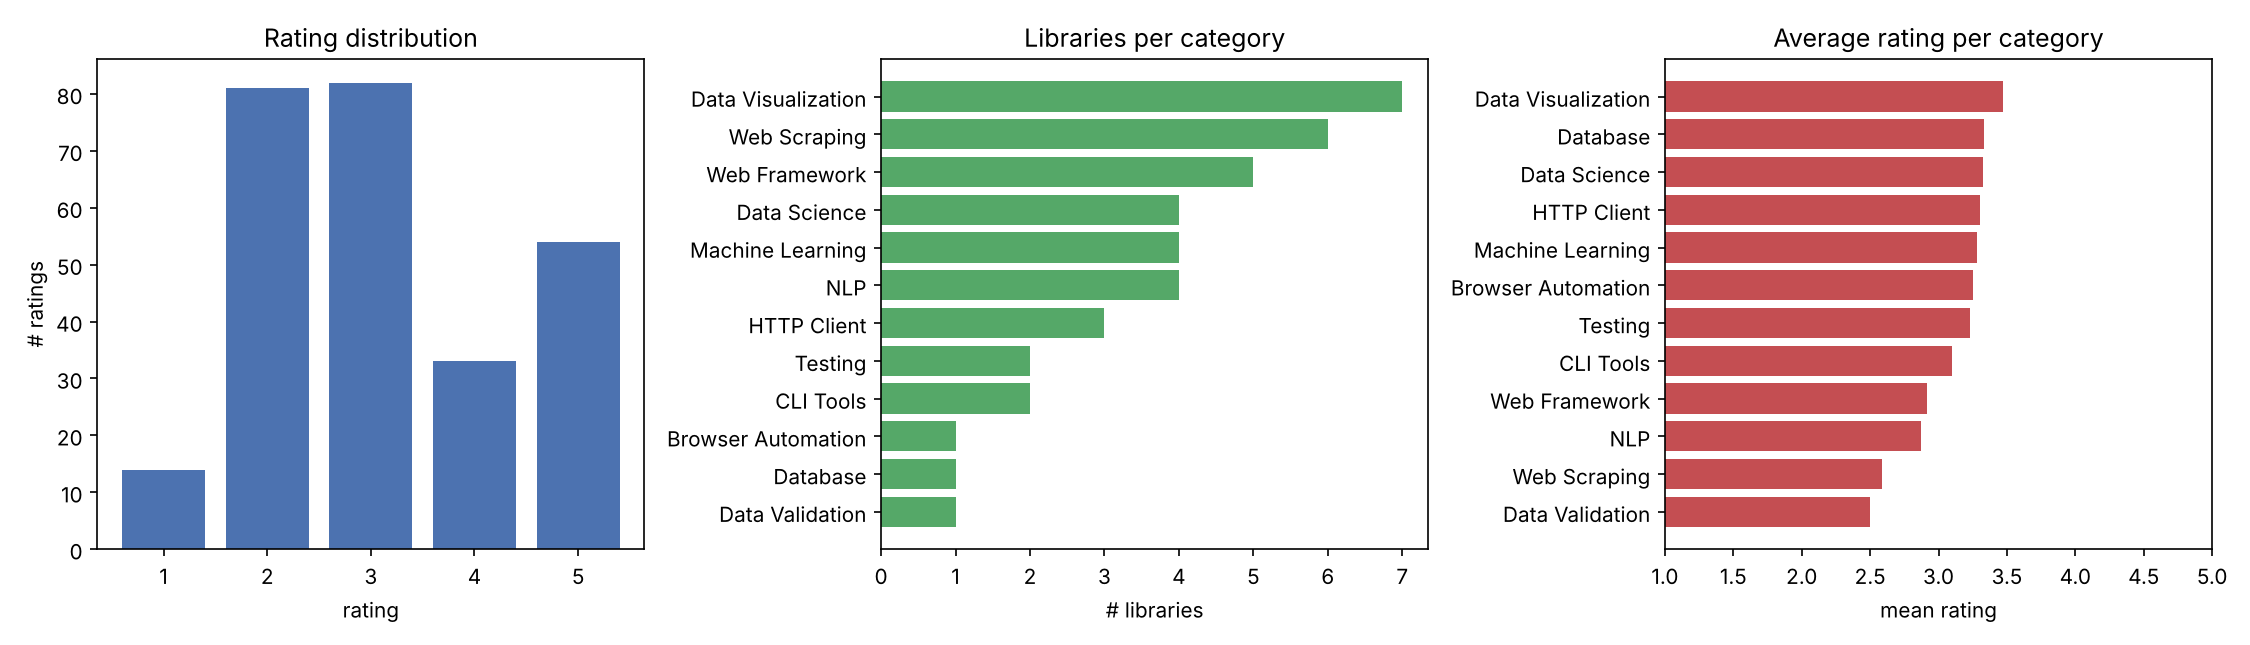 Rating distribution
# ratings
80
70
60
50
40
30
20
10
0
1 2 3 4 5
rating
Libraries per category
Data Visualization
Web Scraping
Web Framework
Data Science
Machine Learning
NLP
HTTP Client
Testing
CLI Tools
Browser Automation
Database
Data Validation
0 1 2 3 4 5 6 7
# libraries
Average rating per category
Data Visualization
Database
Data Science
HTTP Client
Machine Learning
Browser Automation
Testing
CLI Tools
Web Framework
NLP
Web Scraping
Data Validation
1.0 1.5 2.0 2.5 3.0 3.5 4.0 4.5 5.0
mean rating